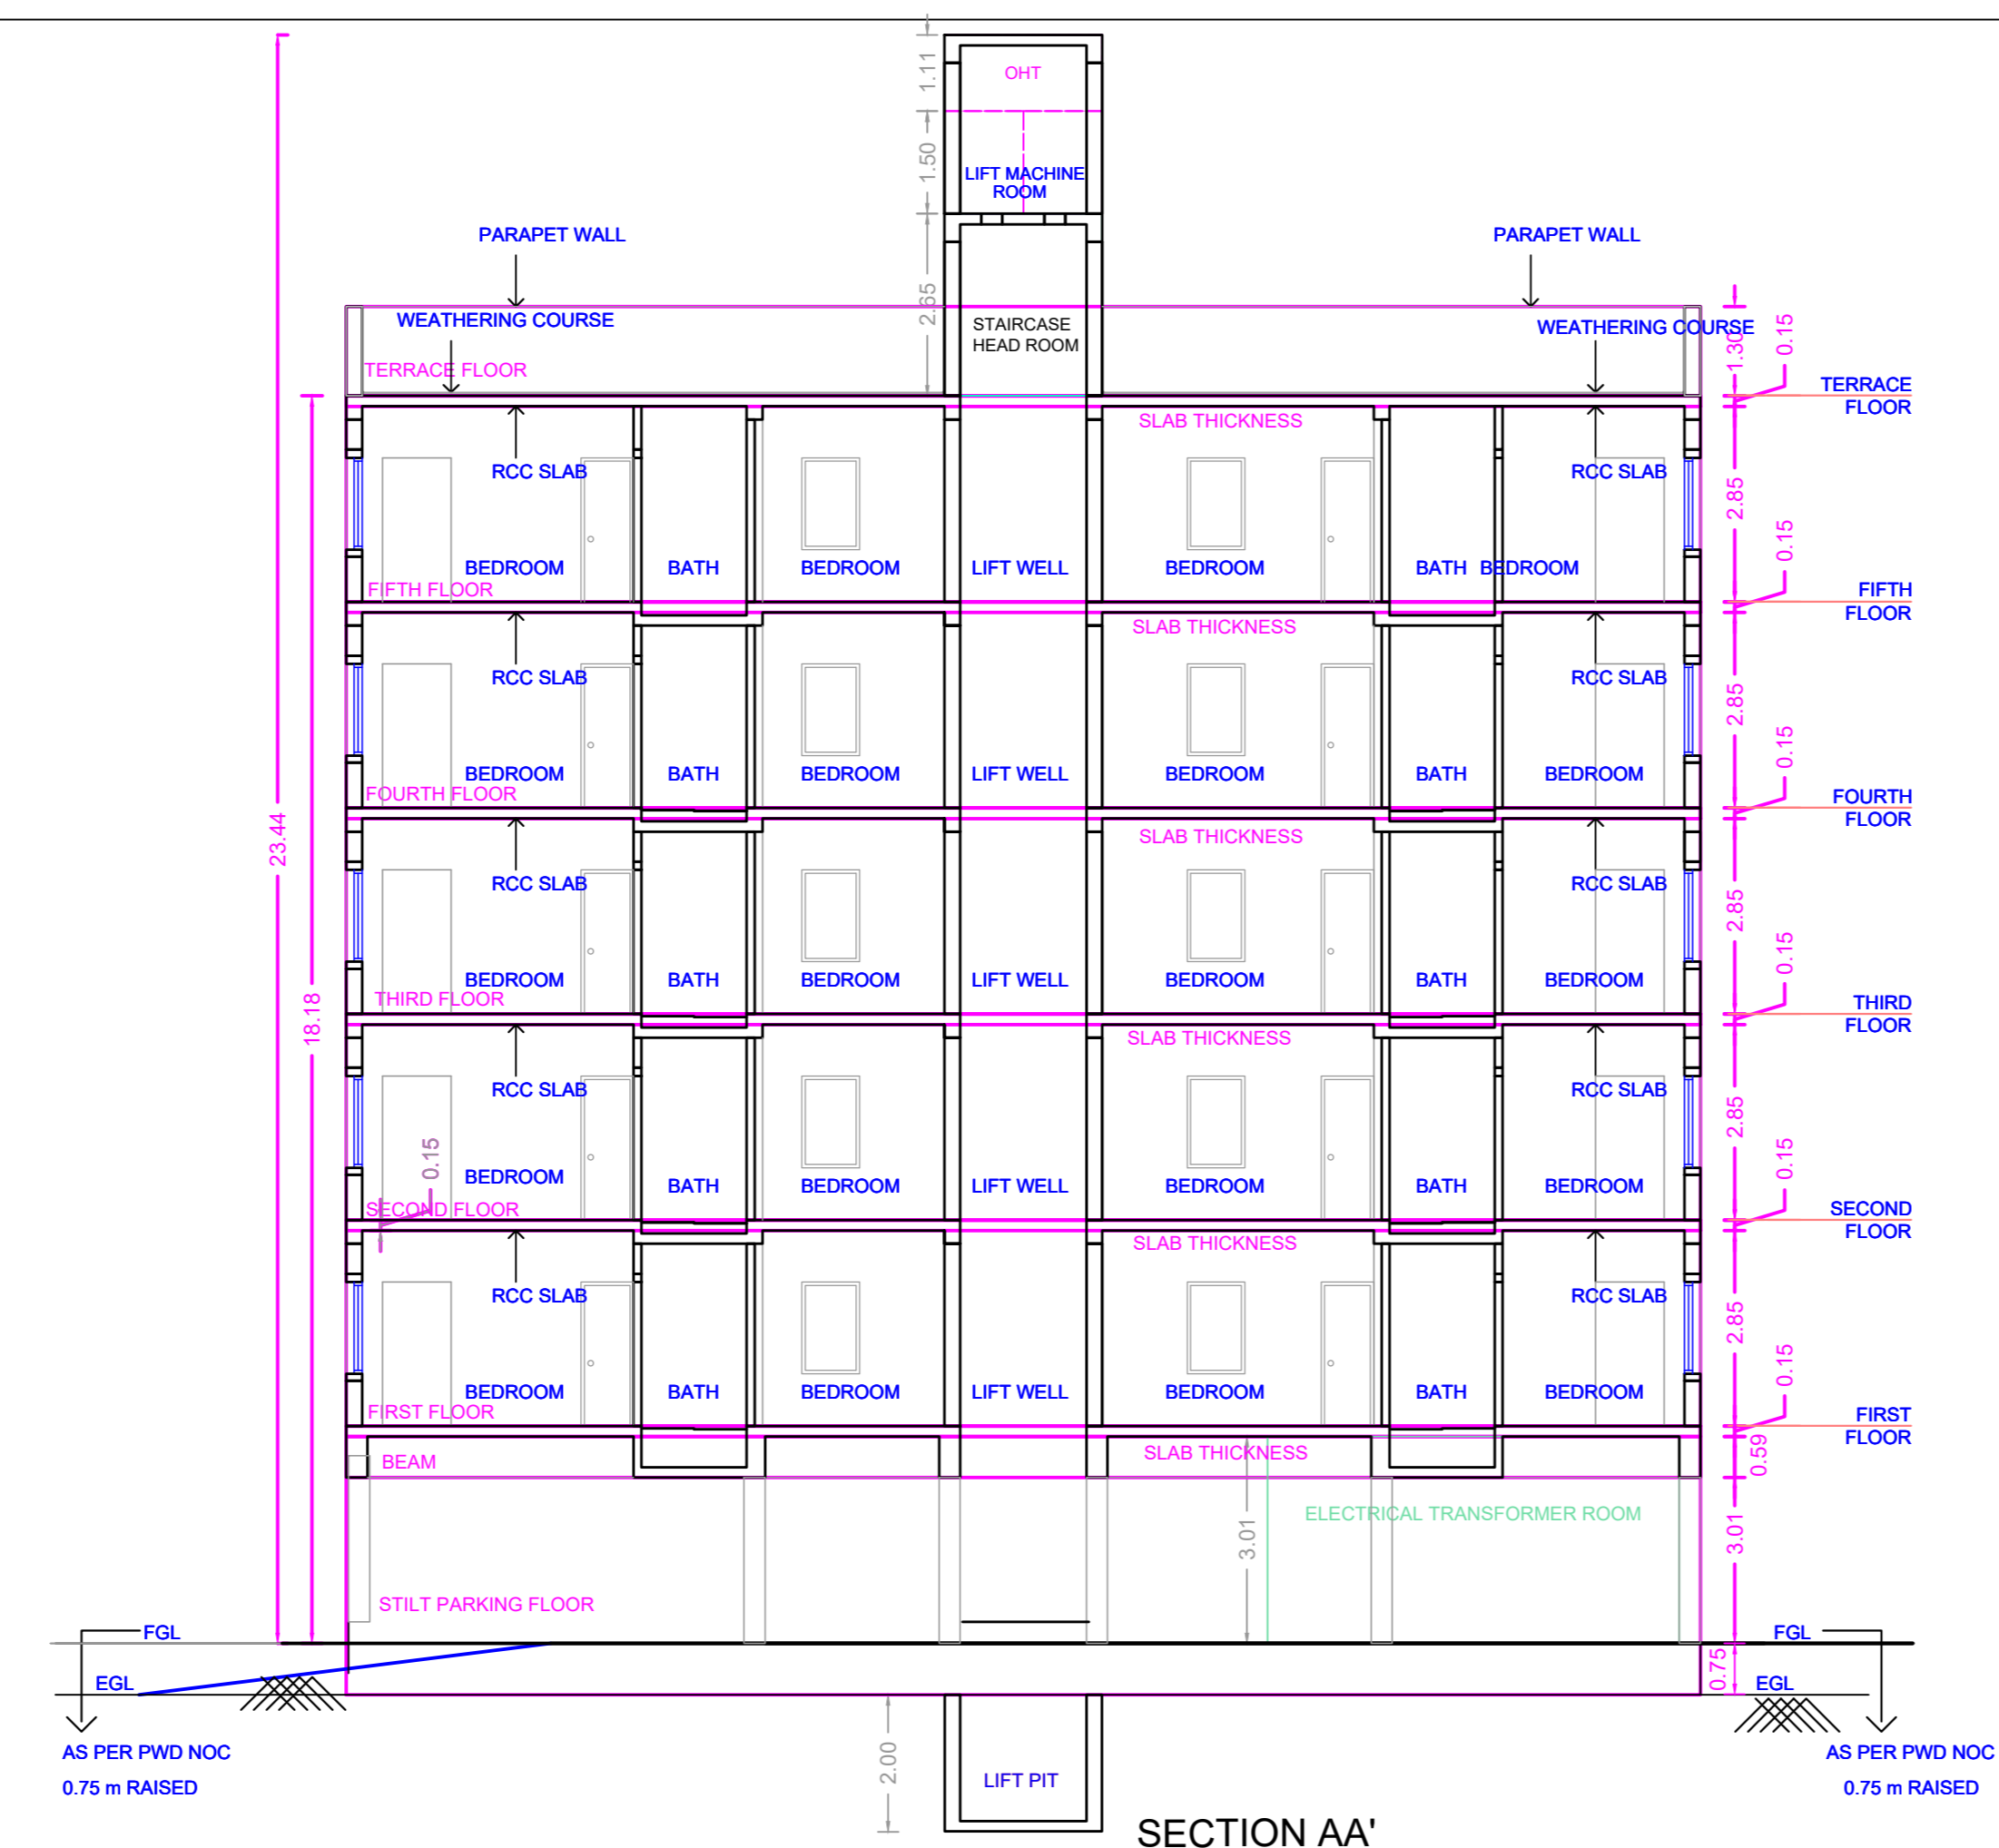 1.11
OHT
1.50
LIFT MACHINE
ROOM
PARAPET WALL
PARAPET WALL
2.65
WEATHERING COURSE
STAIRCASE
HEAD ROOM
WEATHERING COURSE
1.30
0.15
TERRACE FLOOR
TERRACE
FLOOR
SLAB THICKNESS
RCC SLAB
RCC SLAB
2.85
0.15
BEDROOM
BATH
BEDROOM
LIFT WELL
BEDROOM
BATH
BEDROOM
FIFTH FLOOR
FIFTH
FLOOR
SLAB THICKNESS
RCC SLAB
RCC SLAB
2.85
0.15
BEDROOM
BATH
BEDROOM
LIFT WELL
BEDROOM
BATH
BEDROOM
FOURTH FLOOR
FOURTH
FLOOR
23.44
SLAB THICKNESS
RCC SLAB
RCC SLAB
2.85
0.15
BEDROOM
BATH
BEDROOM
LIFT WELL
BEDROOM
BATH
BEDROOM
THIRD FLOOR
THIRD
FLOOR
18.18
SLAB THICKNESS
RCC SLAB
RCC SLAB
2.85
0.15
0.15
BEDROOM
BATH
BEDROOM
LIFT WELL
BEDROOM
BATH
BEDROOM
SECOND FLOOR
SECOND
FLOOR
SLAB THICKNESS
RCC SLAB
RCC SLAB
2.85
0.15
BEDROOM
BATH
BEDROOM
LIFT WELL
BEDROOM
BATH
BEDROOM
FIRST FLOOR
FIRST
FLOOR
BEAM
SLAB THICKNESS
0.59
ELECTRICAL TRANSFORMER ROOM
3.01
3.01
STILT PARKING FLOOR
FGL
FGL
EGL
0.75
EGL
AS PER PWD NOC
0.75 m RAISED
2.00
LIFT PIT
AS PER PWD NOC
0.75 m RAISED
SECTION AA'